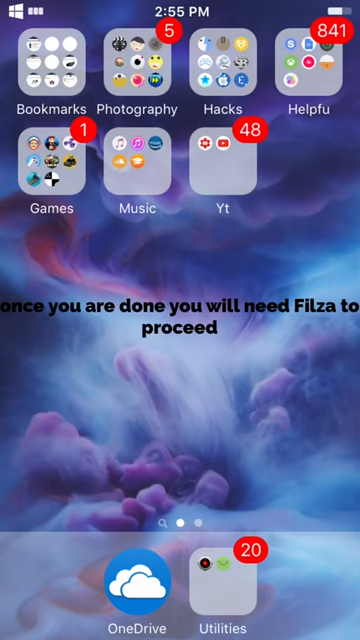 2:55 PM
5
841
Bookmarks Photography Hacks Helpfu
1
48
Games Music Yt
once you are done you will need Filza to
proceed
20
OneDrive Utilities